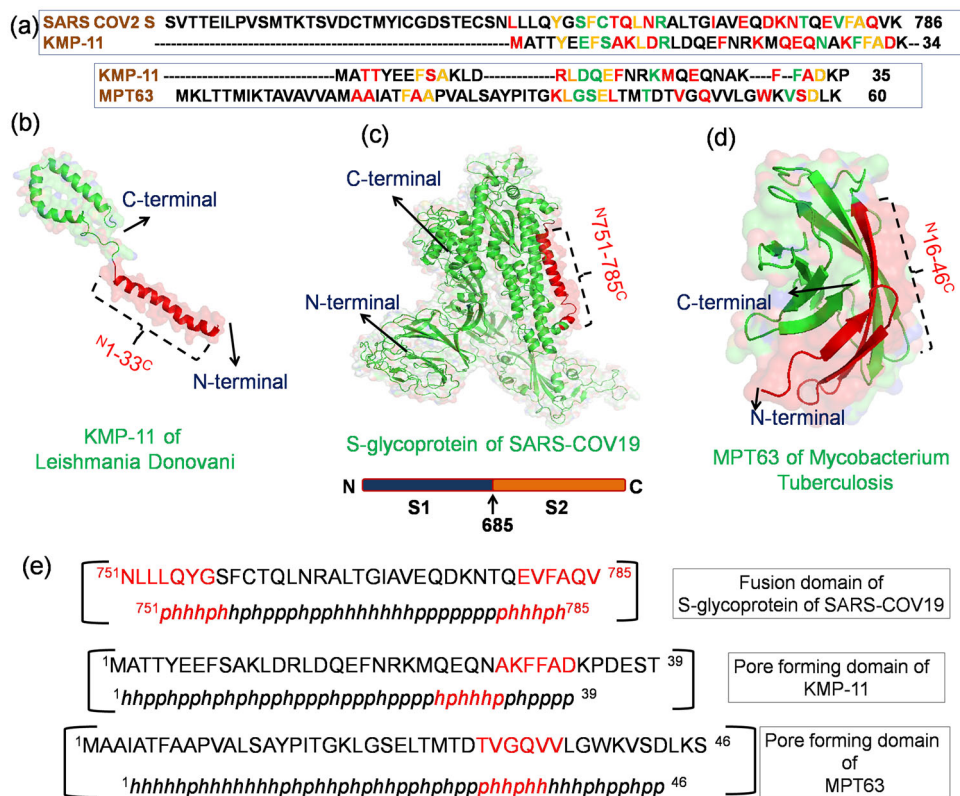 (a)
SARS COV2 S SVTTEILPVSMTKTSVDCTMYICGDSTECSNLLLQYGSFCTQLNRALTGIAVEQDKNTQEVFAQVK 786
KMP-11 ------------------------------------MATTYEEFSAKLDRLDQEFNRKMQEQNAKFFADK-- 34
KMP-11 -----------------------MATTYEEFSAKLD------------RLDQEFNRKMQEQNAK----F--FADKP 35
MPT63 MKLTTMIKTAVAVVAMAAIATFAAPVALSAYPITGKLGSELTMTDTVGQVVLGWKVSDLK 60
(b)
C-terminal
N1-33C
N-terminal
KMP-11 of
Leishmania Donovani
(c)
C-terminal
N-terminal
N751-785C
S-glycoprotein of SARS-COV19
N
C
S1
S2
685
(d)
C-terminal
N16-46C
N-terminal
MPT63 of Mycobacterium
Tuberculosis
(e)
751NLLLQYGSFCTQLNRALTGIAVEQDKNTQEVFAQV 785
751phhhphhphppphpphhhhhhhpppppppphhhph785
Fusion domain of
S-glycoprotein of SARS-COV19
1MATTYEEFSAKLDRLDQEFNRKMQEQNAKFFADKPDEST 39
1hhppphpphphphpphppphpphppppphphhhpphpppp 39
Pore forming domain of
KMP-11
1MAAIATFAAPVALSAYPITGKLGSELTMTDTVGQVVLGWKVSDLKS 46
46
Pore forming domain
of
MPT63